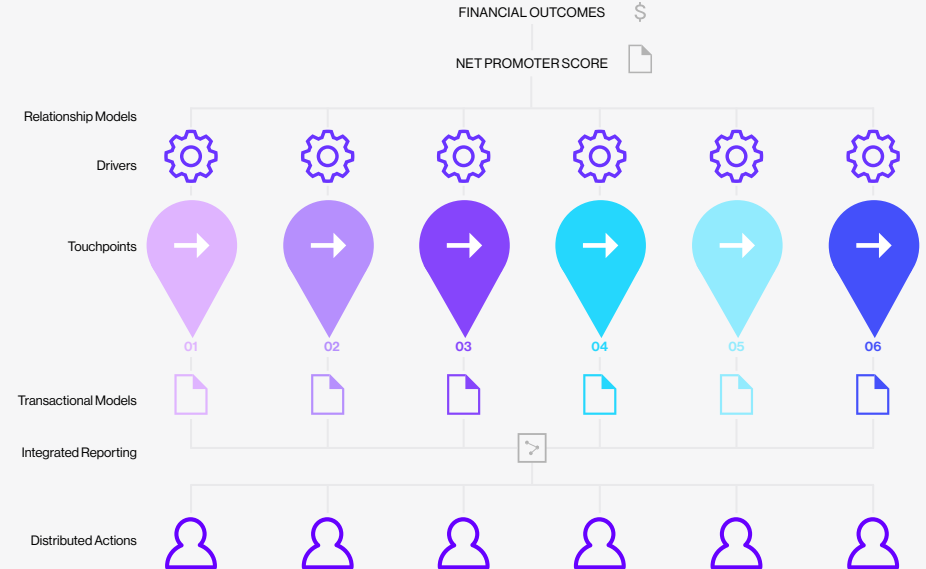 FINANCIAL OUTCOMES $
NET PROMOTER SCORE
Relationship Models
Drivers
Touchpoints
01 02 03 04 05 06
Transactional Models
Integrated Reporting
Distributed Actions